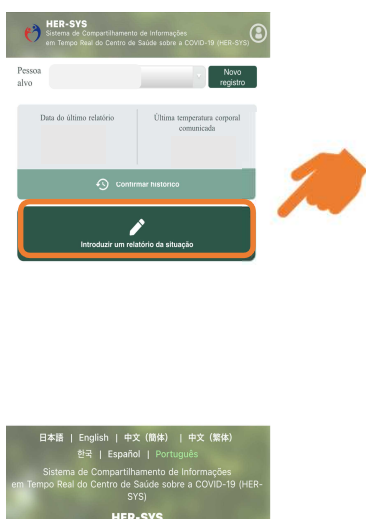 HER-SYS
Sistema de Compartilhamento de Informações
em Tempo Real do Centro de Saúde sobre a COVID-19 (HER-SYS)
Pessoa
alvo
Novo
registro
Data do último relatório
Última temperatura corporal
comunicada
Confirmar histórico
Introduzir um relatório da situação
日本語 | English | 中文 (簡体) | 中文 (繁体)
한국 | Español | Português
Sistema de Compartilhamento de Informações
em Tempo Real do Centro de Saúde sobre a COVID-19 (HER-
SYS)
HER-SYS